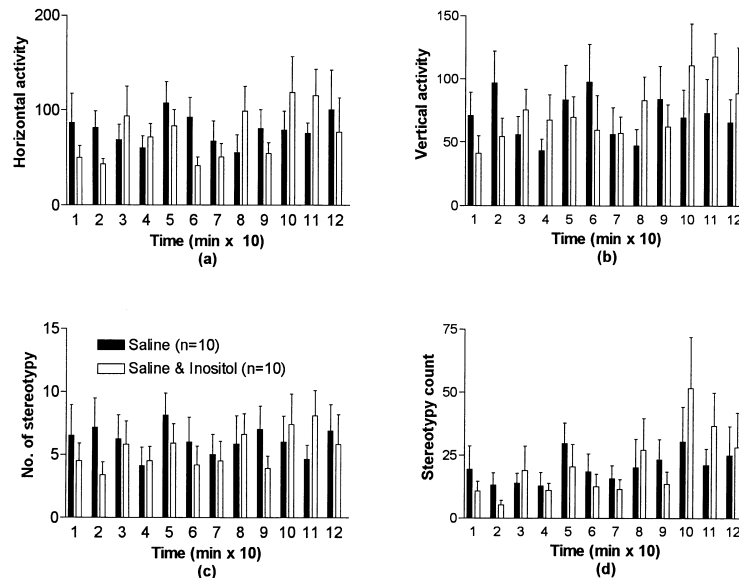 200
100
0
Horizontal activity
1 2 3 4 5 6 7 8 9 10 11 12
Time (min x 10)
(a)
150
100
50
0
Vertical activity
1 2 3 4 5 6 7 8 9 10 11 12
Time (min x 10)
(b)
15
10
5
0
No. of stereotypy
Saline (n=10)
Saline & Inositol (n=10)
1 2 3 4 5 6 7 8 9 10 11 12
Time (min x 10)
(c)
75
50
25
0
Stereotypy count
1 2 3 4 5 6 7 8 9 10 11 12
Time (min x 10)
(d)